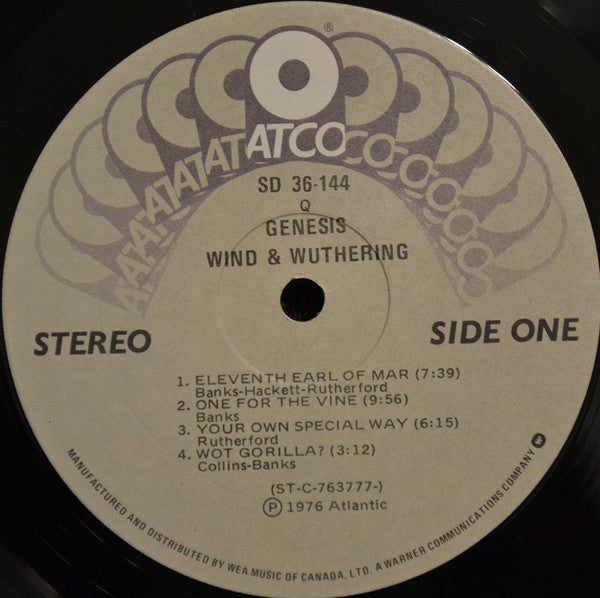 ATCO
®
SD 36-144
Q
GENESIS
WIND & WUTHERING
STEREO
SIDE ONE
1. ELEVENTH EARL OF MAR (7:39)
Banks-Hackett-Rutherford
2. ONE FOR THE VINE (9:56)
Banks
3. YOUR OWN SPECIAL WAY (6:15)
Rutherford
4. WOT GORILLA? (3:12)
Collins-Banks
(ST-C-763777-)
Ⓟ 1976 Atlantic
MANUFACTURED AND DISTRIBUTED BY WEA MUSIC OF CANADA, LTD. A WARNER COMMUNICATIONS COMPANY